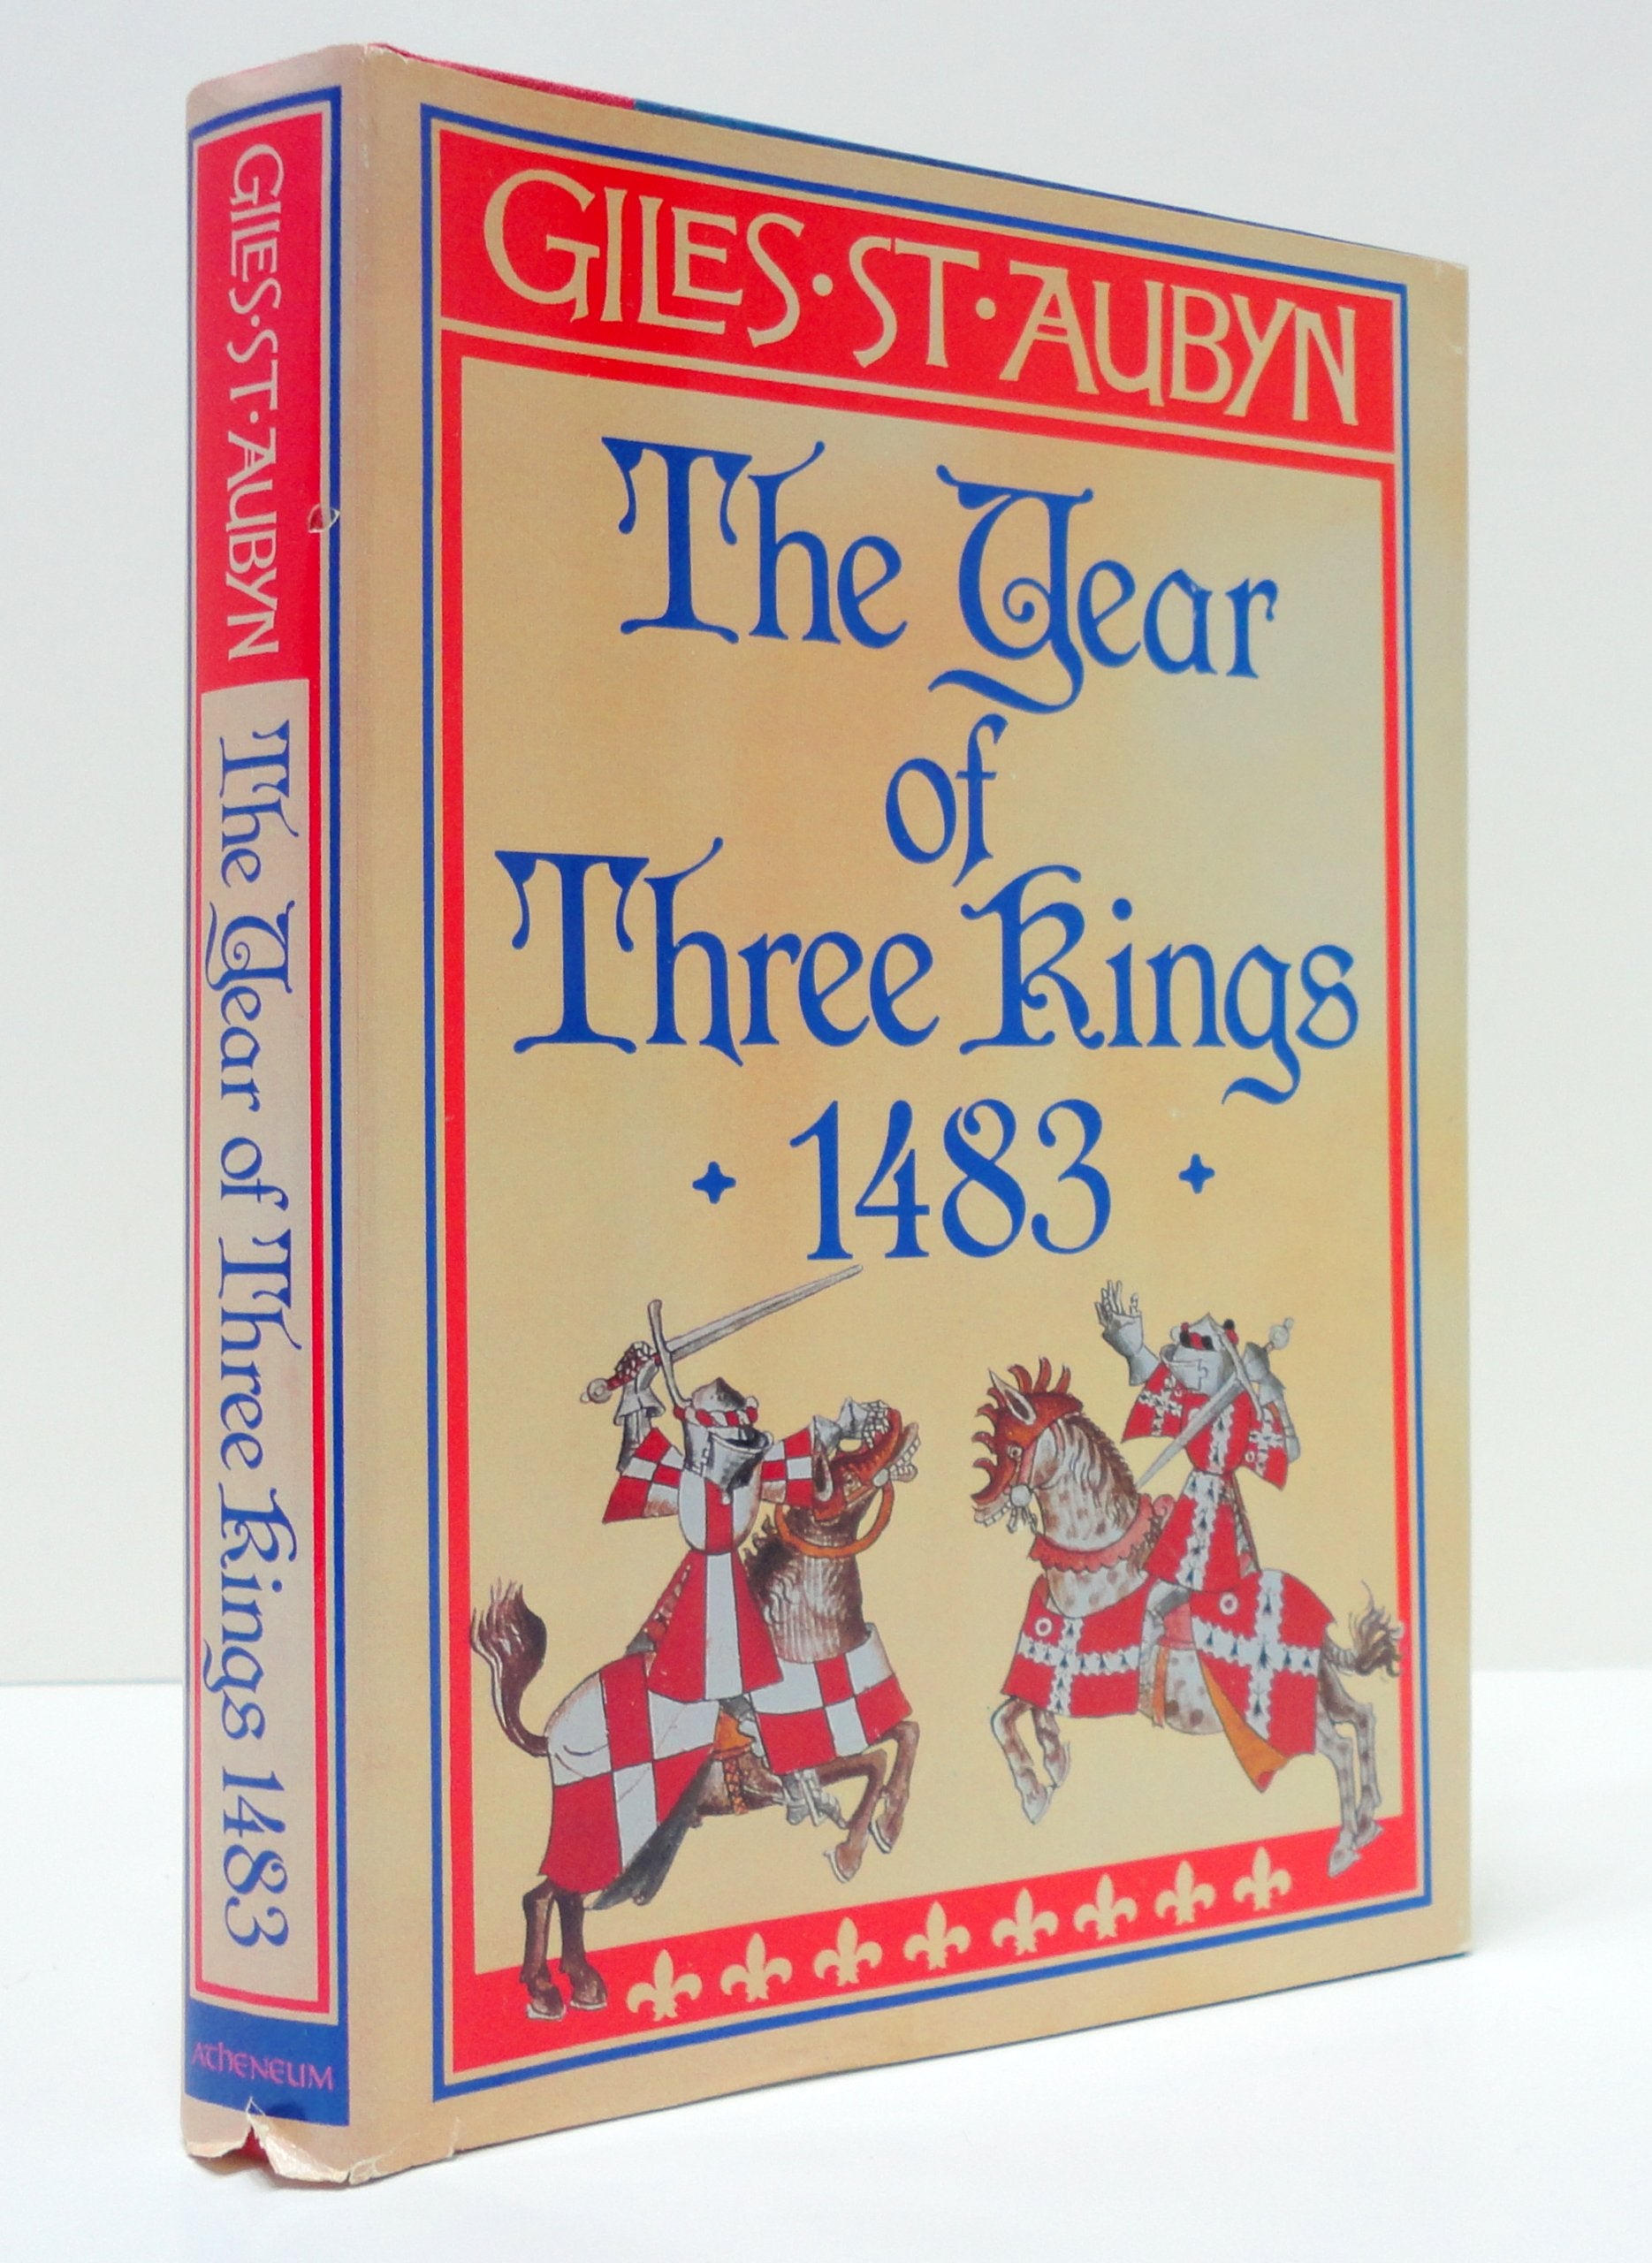 GILES·ST·AUBYN The Year of Three Kings 1483
ATHENEUM
GILES·ST·AUBYN
The Year
of
Three Kings
1483